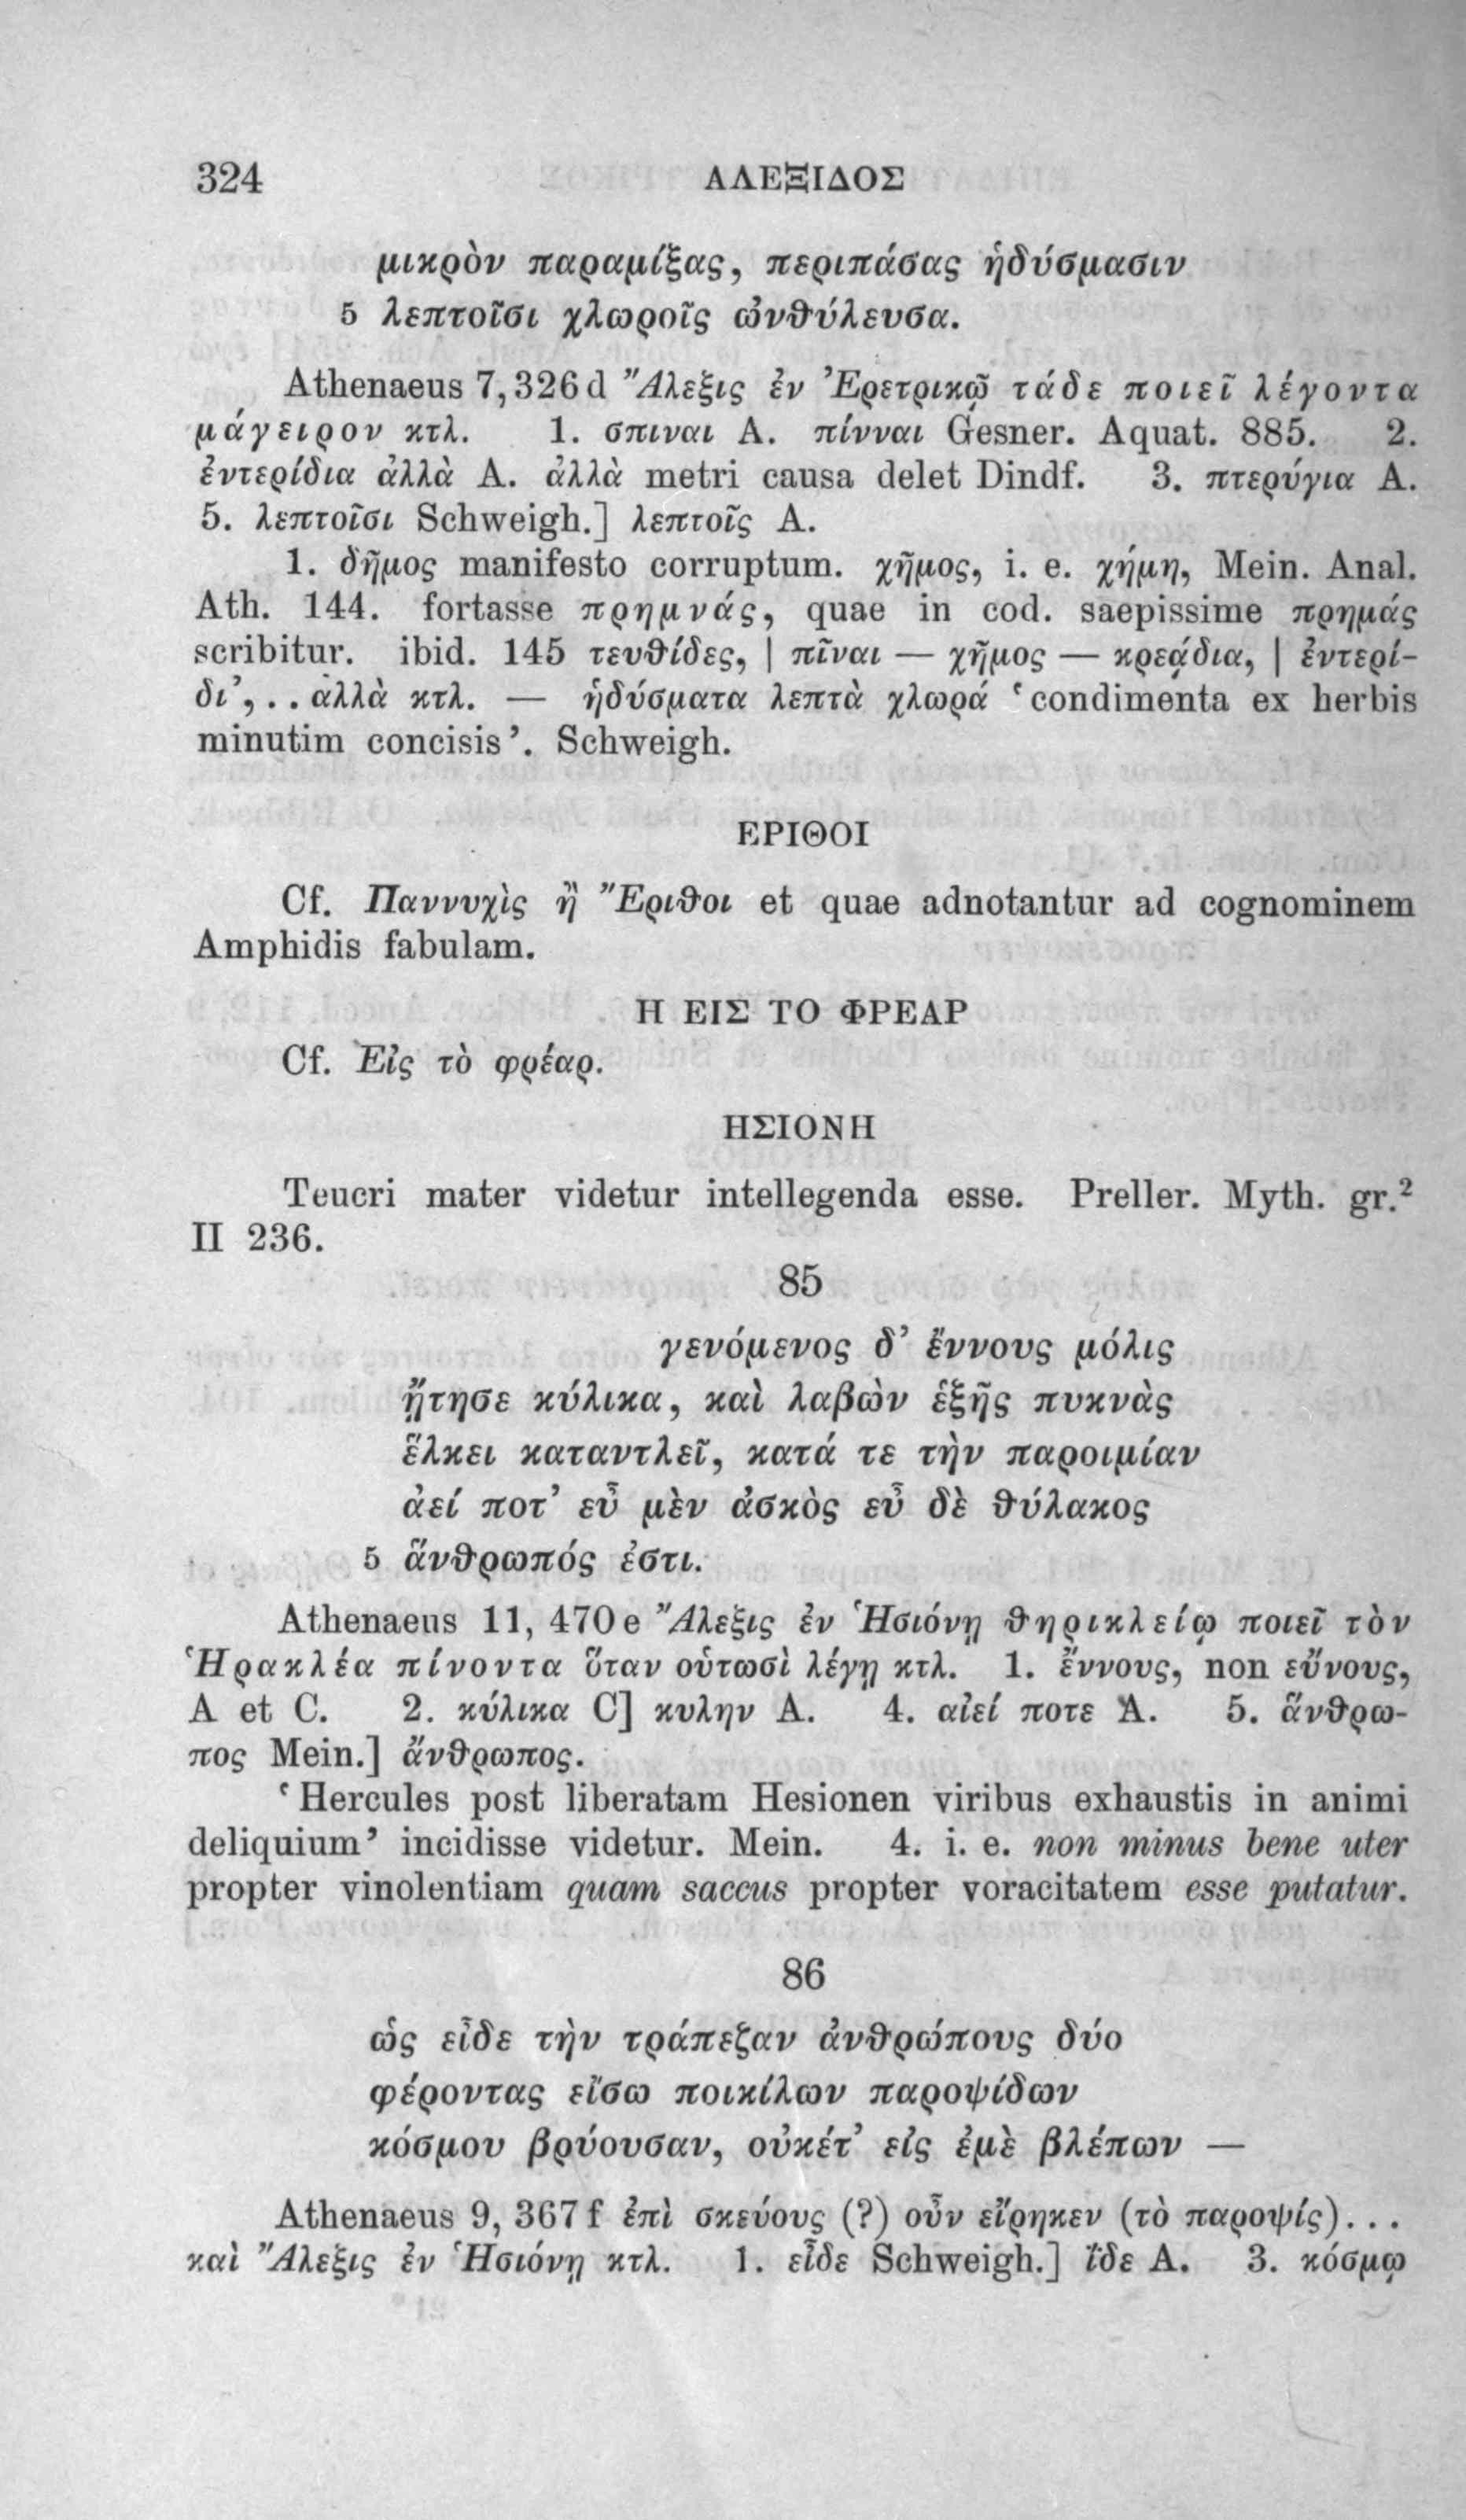 324 ΑΛΕΞΙΔΟΣ
μικρὸν παραμίξας, περιπάσας ἡδύσμασιν
5 λεπτοῖσι χλωροῖς ὠνθύλευσα.
Athenaeus 7,326d Ἄλεξις ἐν Ἐρετρικῷ τάδε ποιεῖ λέγοντα
μάγειρον κτλ. 1. σπιναι A. πίνναι Gesner. Aquat. 885. 2.
ἐντερίδια ἀλλὰ A. ἀλλὰ metri causa delet Dindf. 3. πτερύγια A.
5. λεπτοῖσι Schweigh.] λεπτοῖς A.
1. δῆμος manifesto corruptum. χῆμος, i. e. χήμη, Mein. Anal.
Ath. 144. fortasse πρημνάς, quae in cod. saepissime πρημάς
scribitur. ibid. 145 τευθίδες, | πῖναι — χῆμος — κρεᾴδια, | ἐντερί-
δι’, . . ἀλλὰ κτλ. — ἡδύσματα λεπτὰ χλωρά ‘condimenta ex herbis
minutim concisis’. Schweigh.
ΕΡΙΘΟΙ
Cf. Παννυχὶς ἢ Ἔριθοι et quae adnotantur ad cognominem
Amphidis fabulam.
Η ΕΙΣ ΤΟ ΦΡΕΑΡ
Cf. Εἰς τὸ φρέαρ.
ΗΣΙΟΝΗ
Teucri mater videtur intellegenda esse. Preller. Myth. gr.²
II 236.
85
γενόμενος δ’ ἔννους μόλις
ᾔτησε κύλικα, καὶ λαβὼν ἑξῆς πυκνὰς
ἕλκει καταντλεῖ, κατά τε τὴν παροιμίαν
ἀεί ποτ’ εὖ μὲν ἀσκὸς εὖ δὲ θύλακος
5 ἅνθρωπός ἐστι.
Athenaeus 11, 470e Ἄλεξις ἐν Ἡσιόνῃ θηρικλείῳ ποιεῖ τὸν
Ἡρακλέα πίνοντα ὅταν οὑτωσὶ λέγῃ κτλ. 1. ἔννους, non εὔνους,
A et C. 2. κύλικα C] κυλην A. 4. αἰεί ποτε A. 5. ἅνθρω-
πος Mein.] ἄνθρωπος.
‘Hercules post liberatam Hesionen viribus exhaustis in animi
deliquium’ incidisse videtur. Mein. 4. i. e. non minus bene uter
propter vinolentiam quam saccus propter voracitatem esse putatur.
86
ὡς εἶδε τὴν τράπεζαν ἀνθρώπους δύο
φέροντας εἴσω ποικίλων παροψίδων
κόσμου βρύουσαν, οὐκέτ’ εἰς ἐμὲ βλέπων —
Athenaeus 9, 367f ἐπὶ σκεύους (?) οὖν εἴρηκεν (τὸ παροψίς)...
καὶ Ἄλεξις ἐν Ἡσιόνῃ κτλ. 1. εἶδε Schweigh.] ἴδε A. 3. κόσμῳ